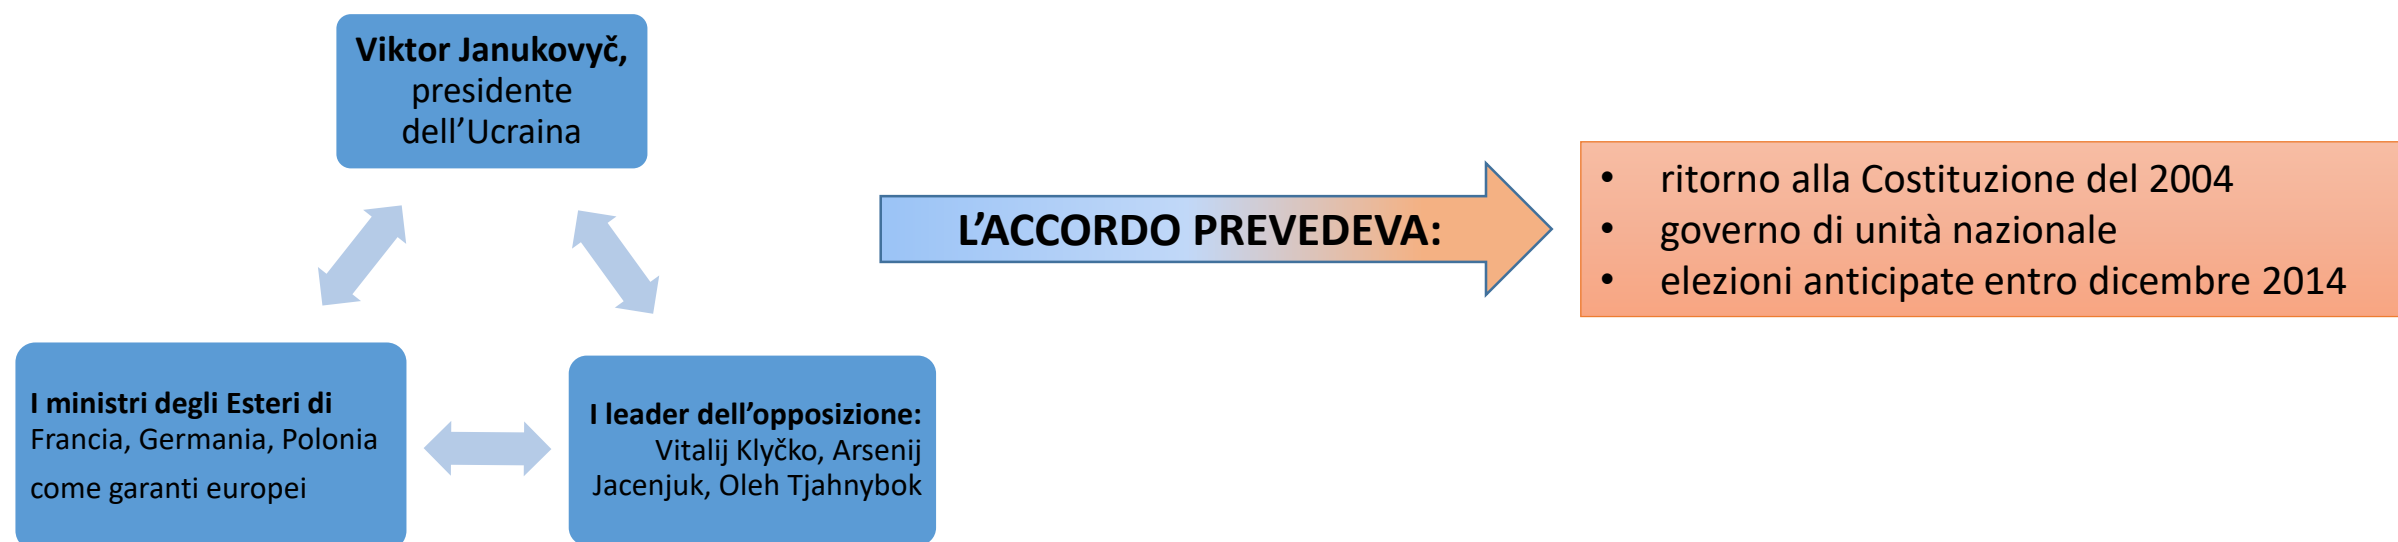 Viktor Janukovyč,
presidente
dell’Ucraina
I ministri degli Esteri di
Francia, Germania, Polonia
come garanti europei
I leader dell’opposizione:
Vitalij Klyčko, Arsenij
Jacenjuk, Oleh Tjahnybok
L’ACCORDO PREVEDEVA:
• ritorno alla Costituzione del 2004
• governo di unità nazionale
• elezioni anticipate entro dicembre 2014